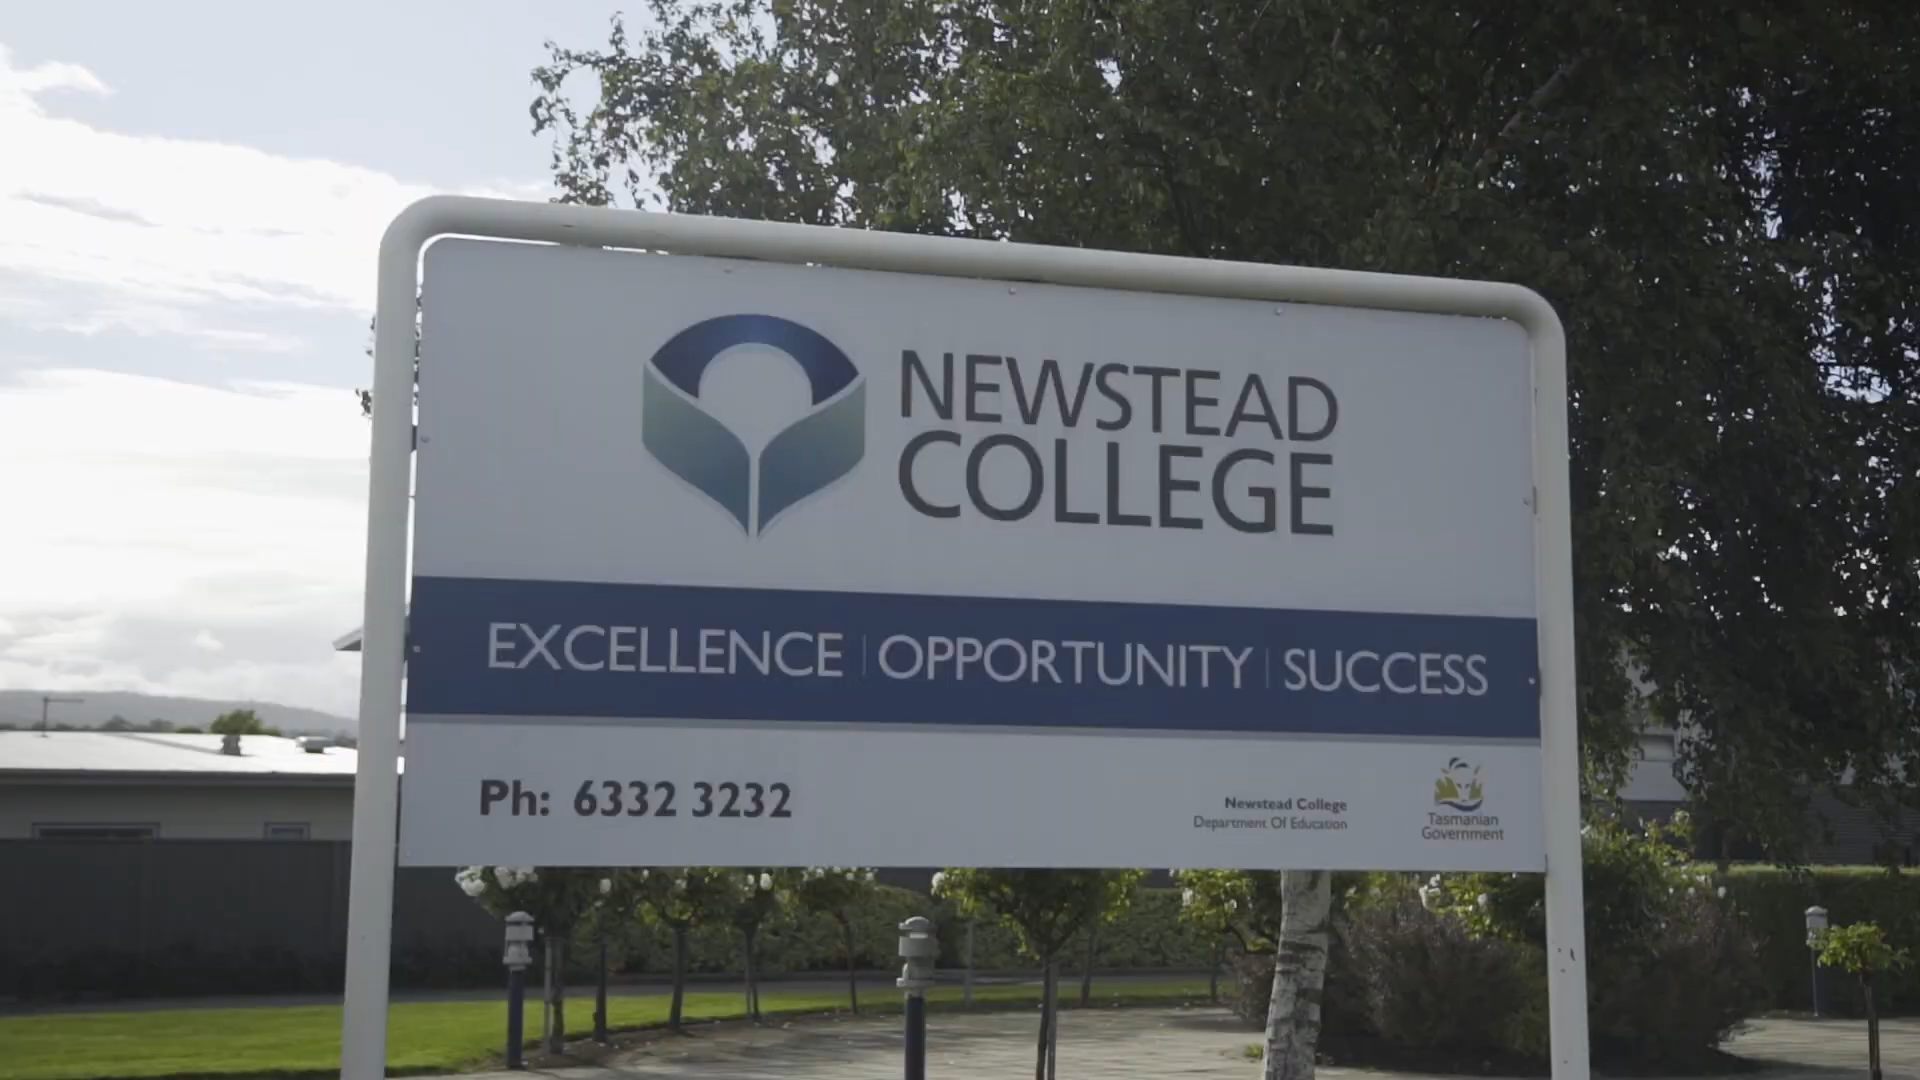 NEWSTEAD
COLLEGE
EXCELLENCE | OPPORTUNITY | SUCCESS
Ph: 6332 3232
Newstead College
Department Of Education
Tasmanian
Government